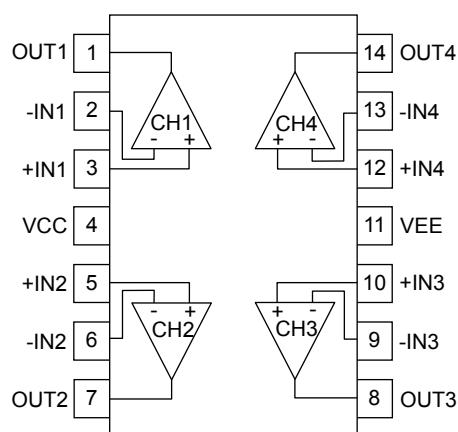 OUT1 1 14 OUT4
-IN1 2 13 -IN4
CH1 CH4
- + + -
+IN1 3 12 +IN4
VCC 4 11 VEE
+IN2 5 10 +IN3
- + + -
CH2 CH3
-IN2 6 9 -IN3
OUT2 7 8 OUT3